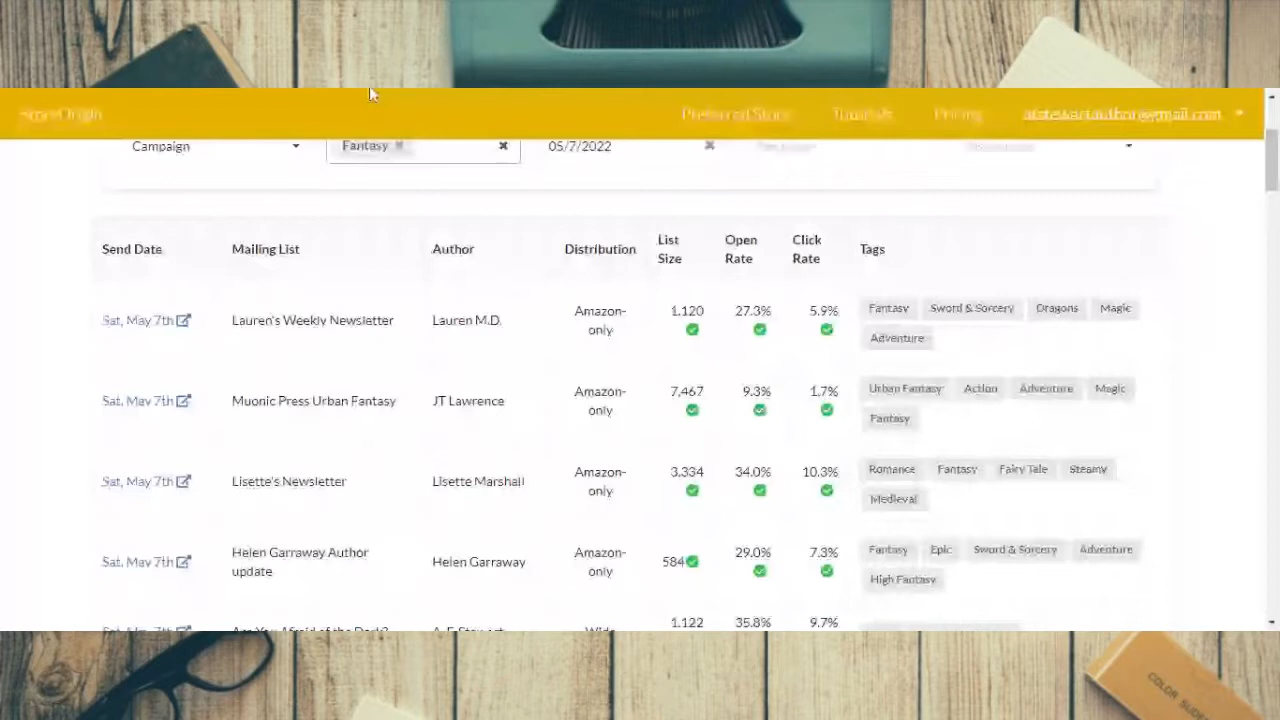 StoryOrigin Tutorials Pricing
Campaign Fantasy 05/7/2022
Send Date Mailing List Author Distribution List Size Open Rate Click Rate Tags
Sat, May 7th Lauren's Weekly Newsletter Lauren M.D. Amazon-only 1,120 27.3% 5.9% Fantasy Sword & Sorcery Dragons Magic
Adventure
Sat, May 7th Muonic Press Urban Fantasy JT Lawrence Amazon-only 7,467 9.3% 1.7% Urban Fantasy Action Adventure Magic
Fantasy
Sat, May 7th Lisette's Newsletter Lisette Marshall Amazon-only 3,334 34.0% 10.3% Romance Fantasy Fairy Tale Steamy
Medieval
Sat, May 7th Helen Garraway Author update Helen Garraway Amazon-only 584 29.0% 7.3% Fantasy Epic Sword & Sorcery Adventure
High Fantasy
1,122 35.8% 9.7%